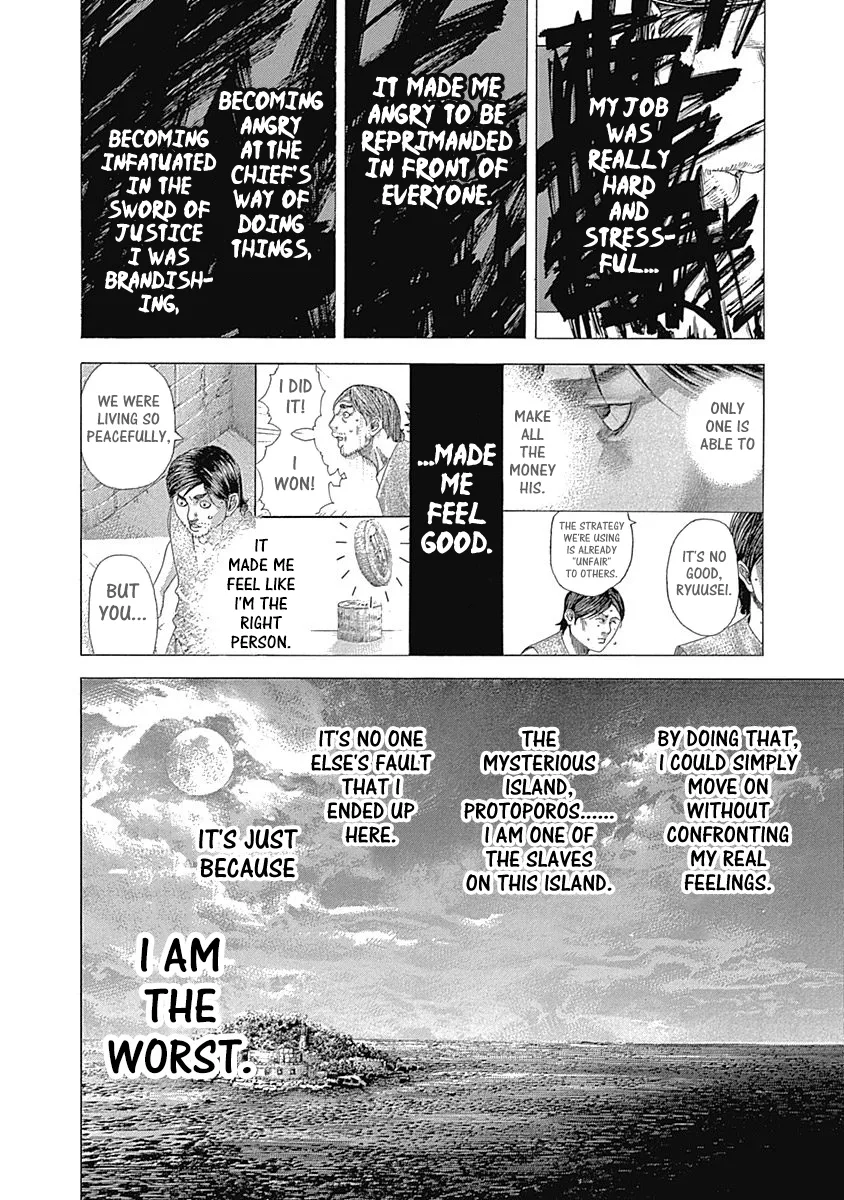 MY JOB
WAS
REALLY
HARD
AND
STRESS-
FUL...
IT MADE ME
ANGRY TO BE
REPRIMANDED
IN FRONT OF
EVERYONE.
BECOMING
ANGRY
AT THE
CHIEF'S
WAY OF
DOING
THINGS,
BECOMING
INFATUATED
IN THE
SWORD OF
JUSTICE
I WAS
BRANDISH-
ING,
ONLY
ONE IS
ABLE TO
MAKE
ALL
THE
MONEY
HIS.
IT'S NO
GOOD,
RYUUSEI.
THE STRATEGY
WE'RE USING
IS ALREADY
"UNFAIR"
TO OTHERS.
...MADE
ME
FEEL
GOOD.
I DID
IT!
I
WON!
IT
MADE ME
FEEL LIKE
I'M THE
RIGHT
PERSON.
WE WERE
LIVING SO
PEACEFULLY,
BUT
YOU...
BY DOING THAT,
I COULD SIMPLY
MOVE ON
WITHOUT
CONFRONTING
MY REAL
FEELINGS.
THE
MYSTERIOUS
ISLAND,
PROTOPOROS......
I AM ONE OF
THE SLAVES
ON THIS ISLAND.
IT'S NO ONE
ELSE'S FAULT
THAT I
ENDED UP
HERE.
IT'S JUST
BECAUSE
I AM
THE
WORST.